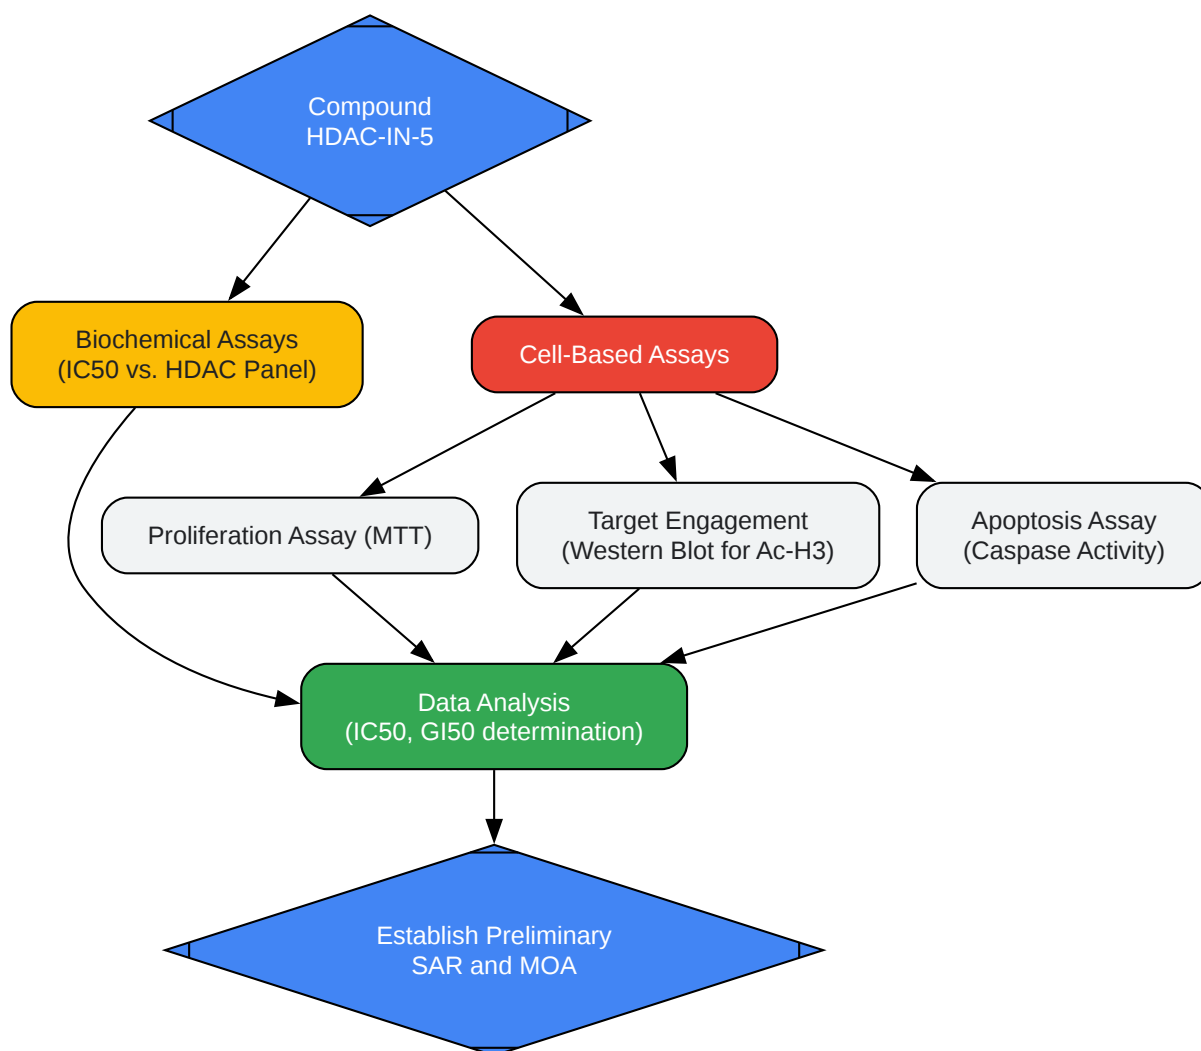 Compound
HDAC-IN-5
Biochemical Assays
(IC50 vs. HDAC Panel)
Cell-Based Assays
Proliferation Assay (MTT)
Target Engagement
(Western Blot for Ac-H3)
Apoptosis Assay
(Caspase Activity)
Data Analysis
(IC50, GI50 determination)
Establish Preliminary
SAR and MOA